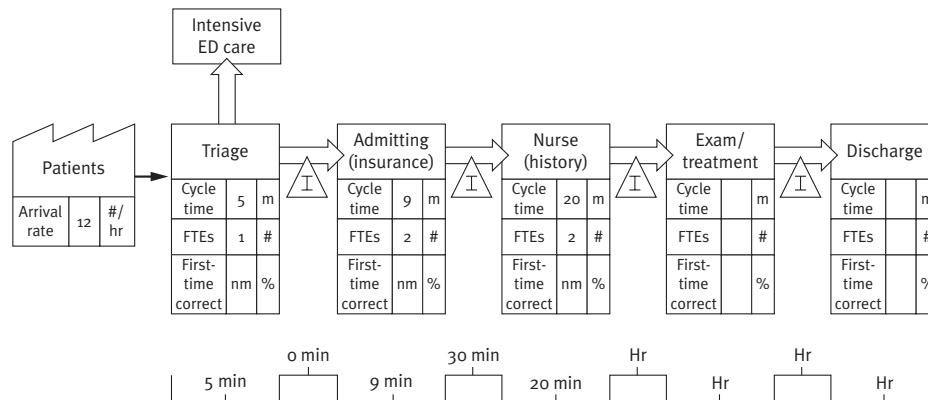 Intensive
ED care
Patients
Arrival
rate
12
#/
hr
Triage
Cycle
time
5
m
FTEs
1
#
First-
time
correct
nm
%
I
Admitting
(insurance)
Cycle
time
9
m
FTEs
2
#
First-
time
correct
nm
%
I
Nurse
(history)
Cycle
time
20
m
FTEs
2
#
First-
time
correct
nm
%
I
Exam/
treatment
Cycle
time
m
FTEs
#
First-
time
correct
%
I
Discharge
Cycle
time
m
FTEs
#
First-
time
correct
%
5 min
0 min
9 min
30 min
20 min
Hr
Hr
Hr
Hr